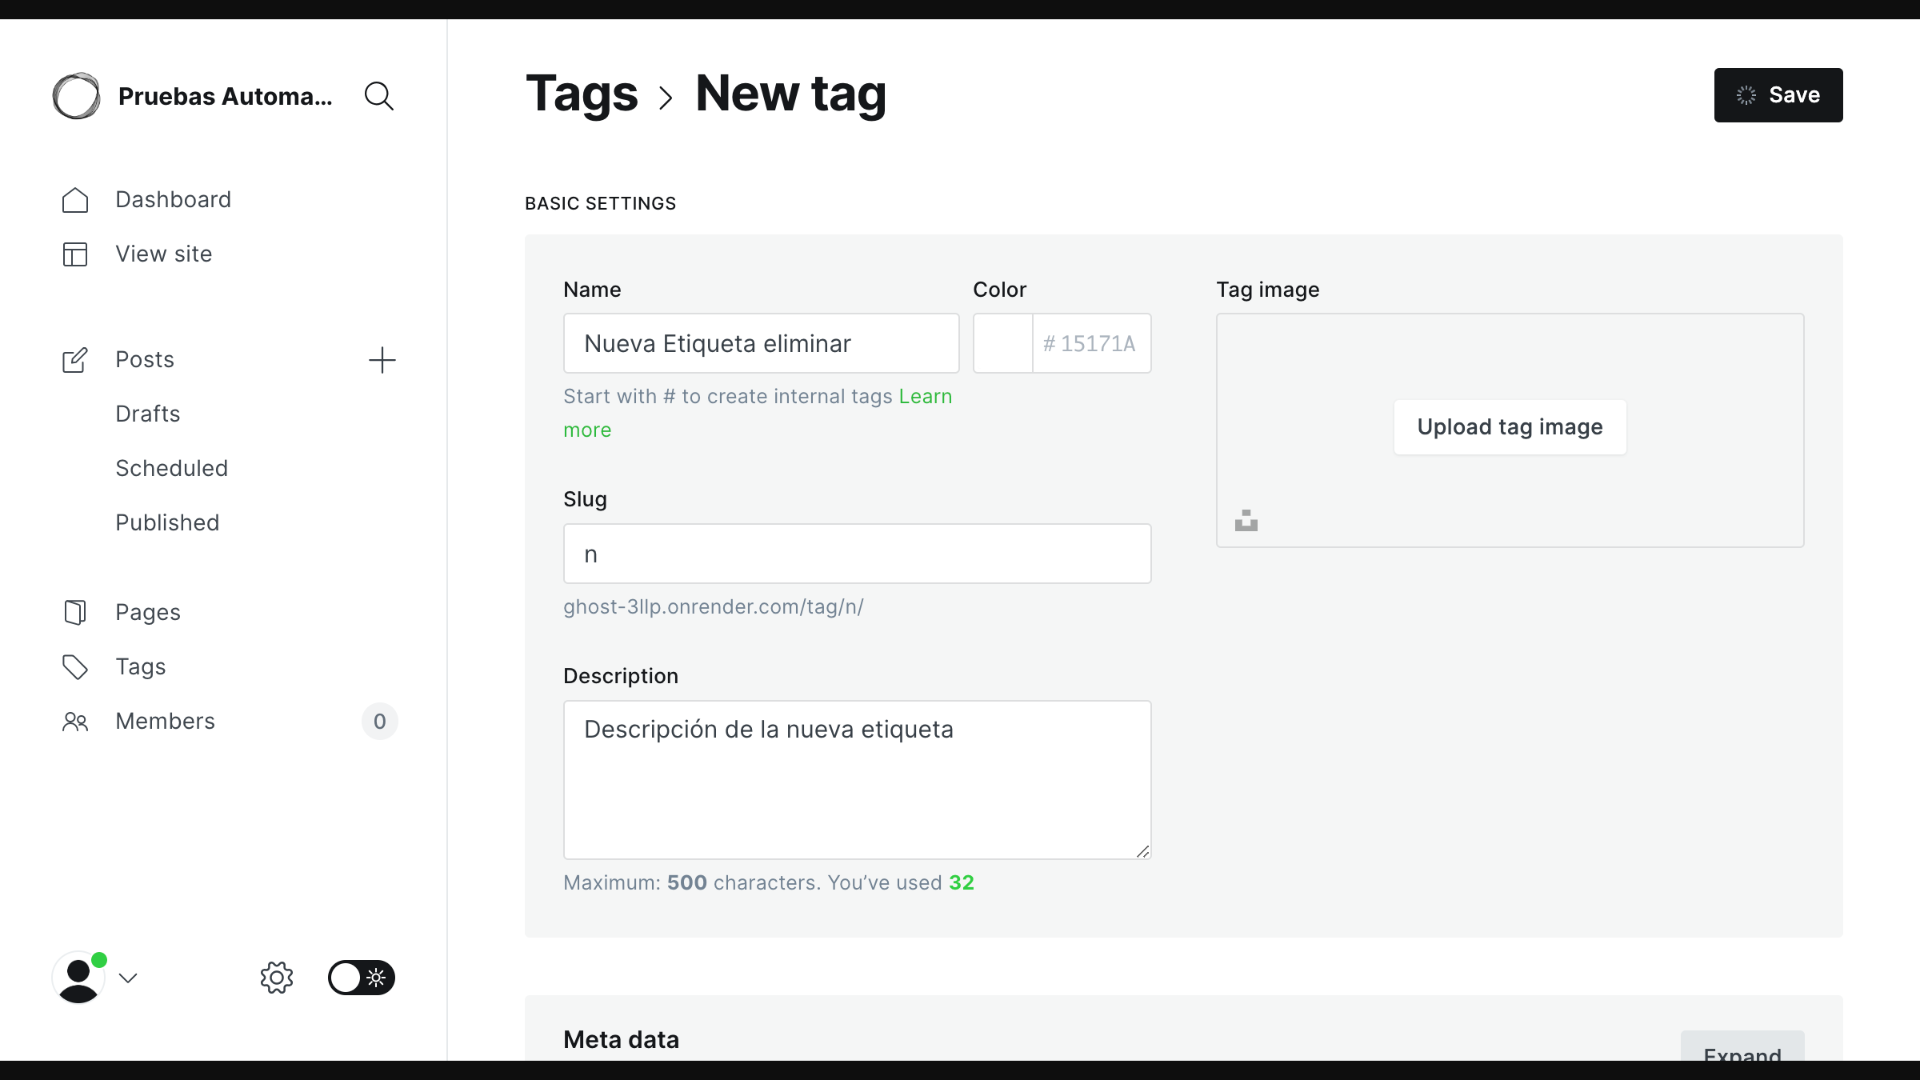 Pruebas Automa...
Dashboard
View site
Posts
Drafts
Scheduled
Published
Pages
Tags
Members
0
Tags > New tag
Save
BASIC SETTINGS
Name
Nueva Etiqueta eliminar
Start with # to create internal tags Learn
more
Color
# 15171A
Slug
n
ghost-3llp.onrender.com/tag/n/
Description
Descripción de la nueva etiqueta
Maximum: 500 characters. You’ve used 32
Tag image
Upload tag image
Meta data
Expand